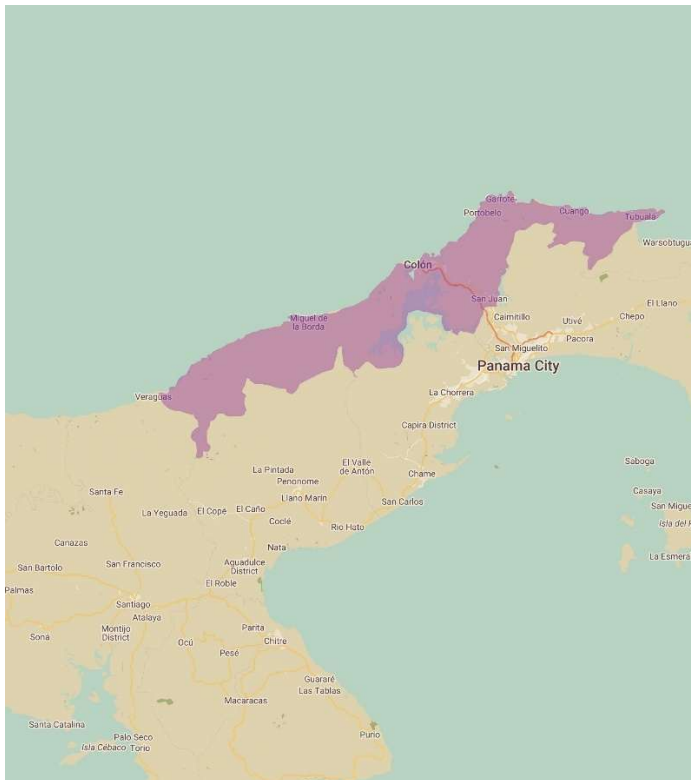 Garrote
Portobelo
Cuango
Tubualá
Warsobtugua
Colón
San Juan
El Llano
Miguel de
la Borda
Caimitillo
Utivé
Chepo
Pacora
San Miguelito
Panama City
Veraguas
La Chorrera
Capira District
Saboga
El Valle
de Antón
La Pintada
Chame
Penonome
Casaya
Santa Fe
Llano Marín
San Carlos
San Migue
La Yeguada
El Copé
El Caño
Coclé
Río Hato
Isla del R
Canazas
Nata
La Esmera
San Francisco
Aguadulce
District
San Bartolo
El Roble
Palmas
Santiago
Atalaya
Montijo
District
Parita
Sona
Ocú
Chitré
Pesé
Guararé
Las Tablas
Macaracas
Santa Catalina
Palo Seco
Purio
Isla Cébaco
Torio